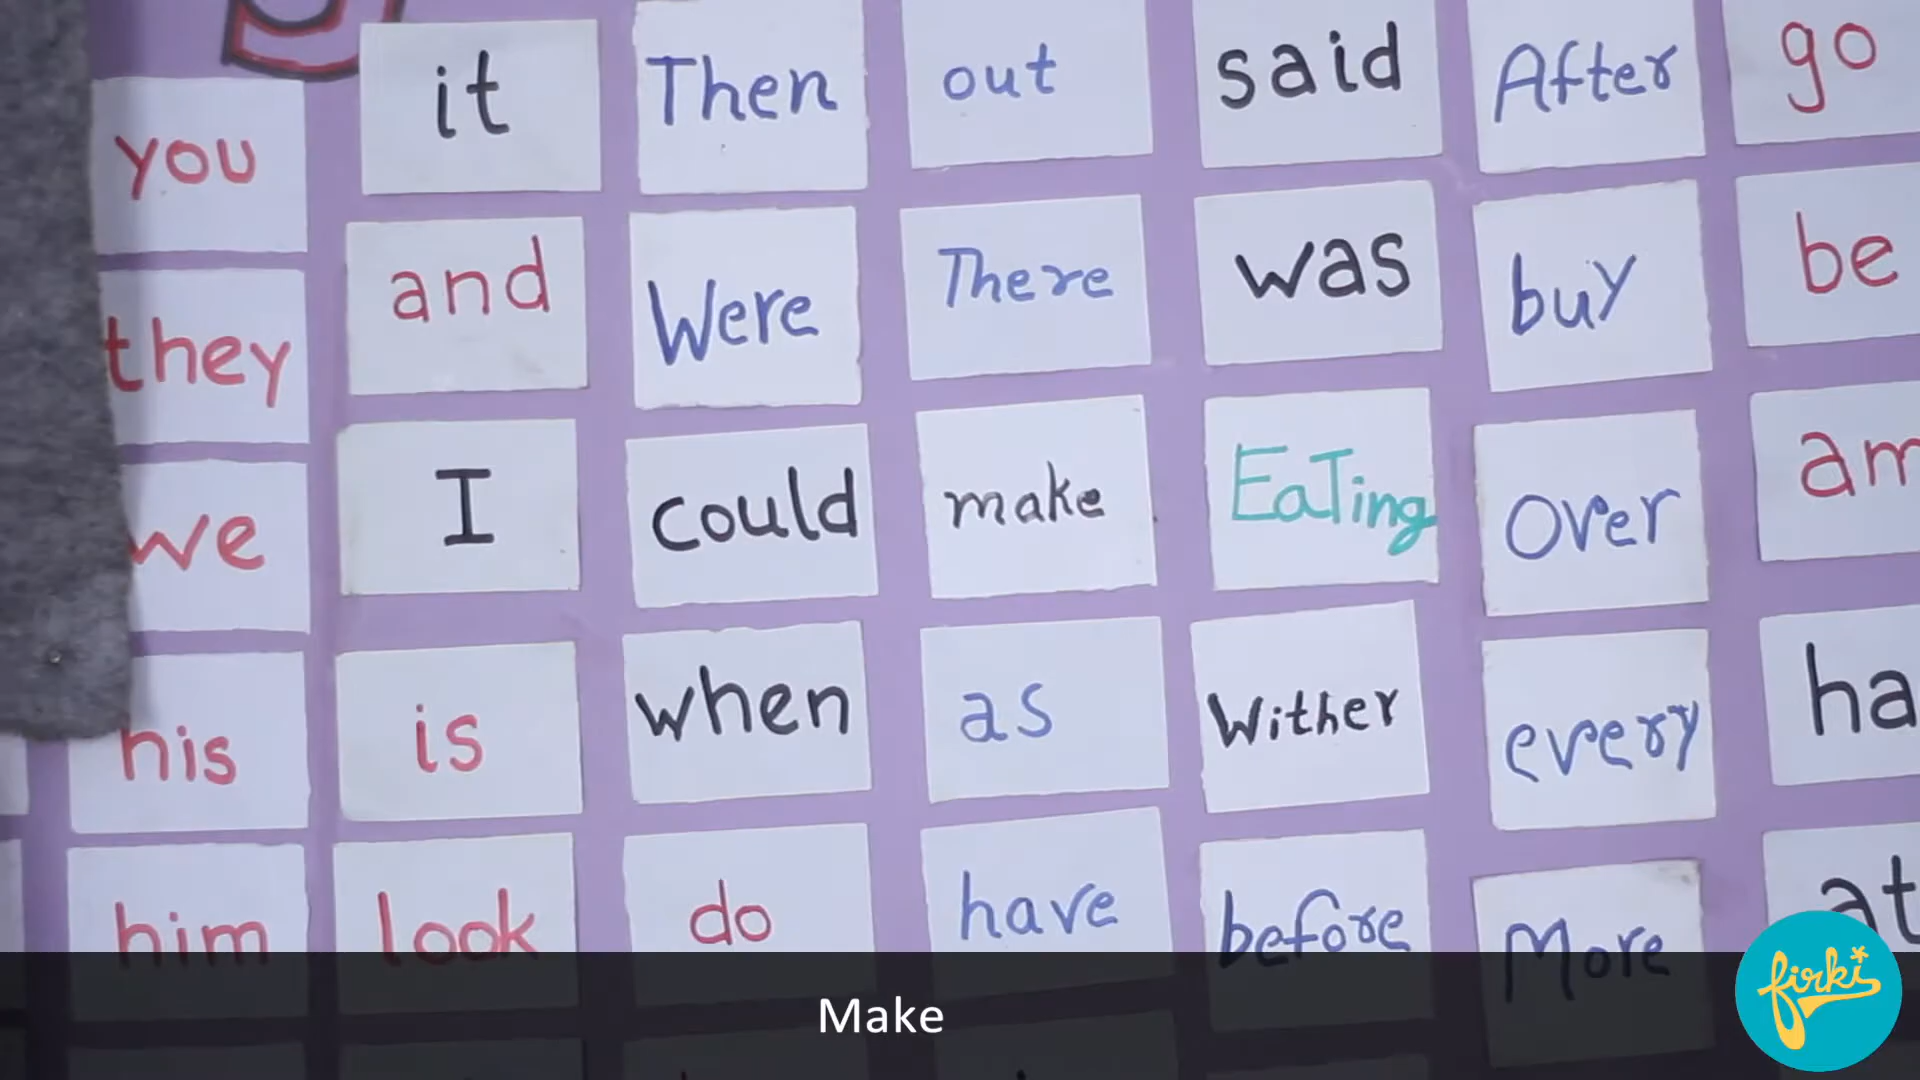 it Then out said After go
you
and Were There was buy be
they
I could make EaTing over am
we
is when as Wither every ha
his
him look do have before More at
Make
firki